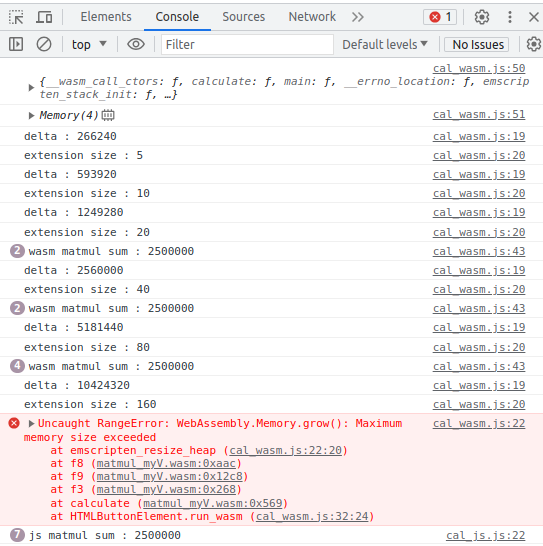 Elements Console Sources Network 1
top Filter Default levels No Issues
cal_wasm.js:50
{__wasm_call_ctors: ƒ, calculate: ƒ, main: ƒ, __errno_location: ƒ, emscrip
ten_stack_init: ƒ, …}
Memory(4) cal_wasm.js:51
delta : 266240 cal_wasm.js:19
extension size : 5 cal_wasm.js:20
delta : 593920 cal_wasm.js:19
extension size : 10 cal_wasm.js:20
delta : 1249280 cal_wasm.js:19
extension size : 20 cal_wasm.js:20
2 wasm matmul sum : 2500000 cal_wasm.js:43
delta : 2560000 cal_wasm.js:19
extension size : 40 cal_wasm.js:20
2 wasm matmul sum : 2500000 cal_wasm.js:43
delta : 5181440 cal_wasm.js:19
extension size : 80 cal_wasm.js:20
4 wasm matmul sum : 2500000 cal_wasm.js:43
delta : 10424320 cal_wasm.js:19
extension size : 160 cal_wasm.js:20
Uncaught RangeError: WebAssembly.Memory.grow(): Maximum cal_wasm.js:22
memory size exceeded
at emscripten_resize_heap (cal_wasm.js:22:20)
at f8 (matmul_myV.wasm:0xaac)
at f9 (matmul_myV.wasm:0x12c8)
at f3 (matmul_myV.wasm:0x268)
at calculate (matmul_myV.wasm:0x569)
at HTMLButtonElement.run_wasm (cal_wasm.js:32:24)
7 js matmul sum : 2500000 cal_js.js:22